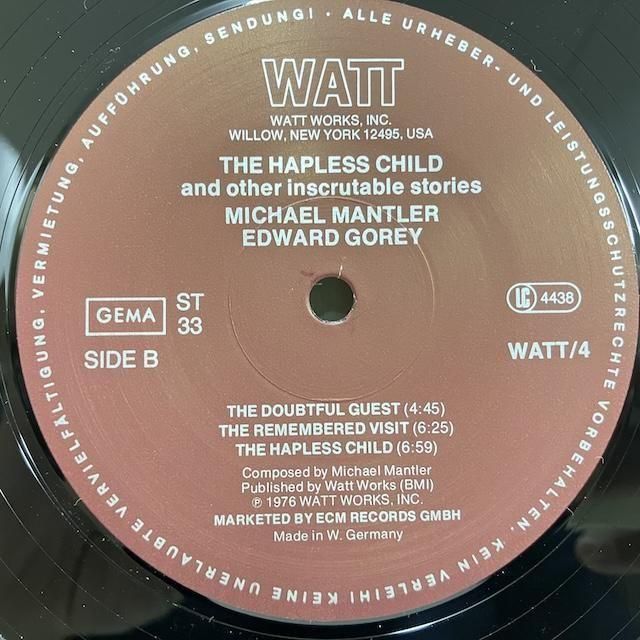 WATT
WATT WORKS, INC.
WILLOW, NEW YORK 12495, USA
THE HAPLESS CHILD
and other inscrutable stories
MICHAEL MANTLER
EDWARD GOREY
GEMA
ST
33
LC 4438
SIDE B
WATT/4
THE DOUBTFUL GUEST (4:45)
THE REMEMBERED VISIT (6:25)
THE HAPLESS CHILD (6:59)
Composed by Michael Mantler
Published by Watt Works (BMI)
℗ 1976 WATT WORKS, INC.
MARKETED BY ECM RECORDS GMBH
Made in W. Germany
ALLE URHEBER- UND LEISTUNGSSCHUTZRECHTE VORBEHALTEN. KEIN VERLEIH! KEINE UNERLAUBTE VERVIELFÄLTIGUNG, VERMIETUNG, AUFFÜHRUNG, SENDUNG! ·